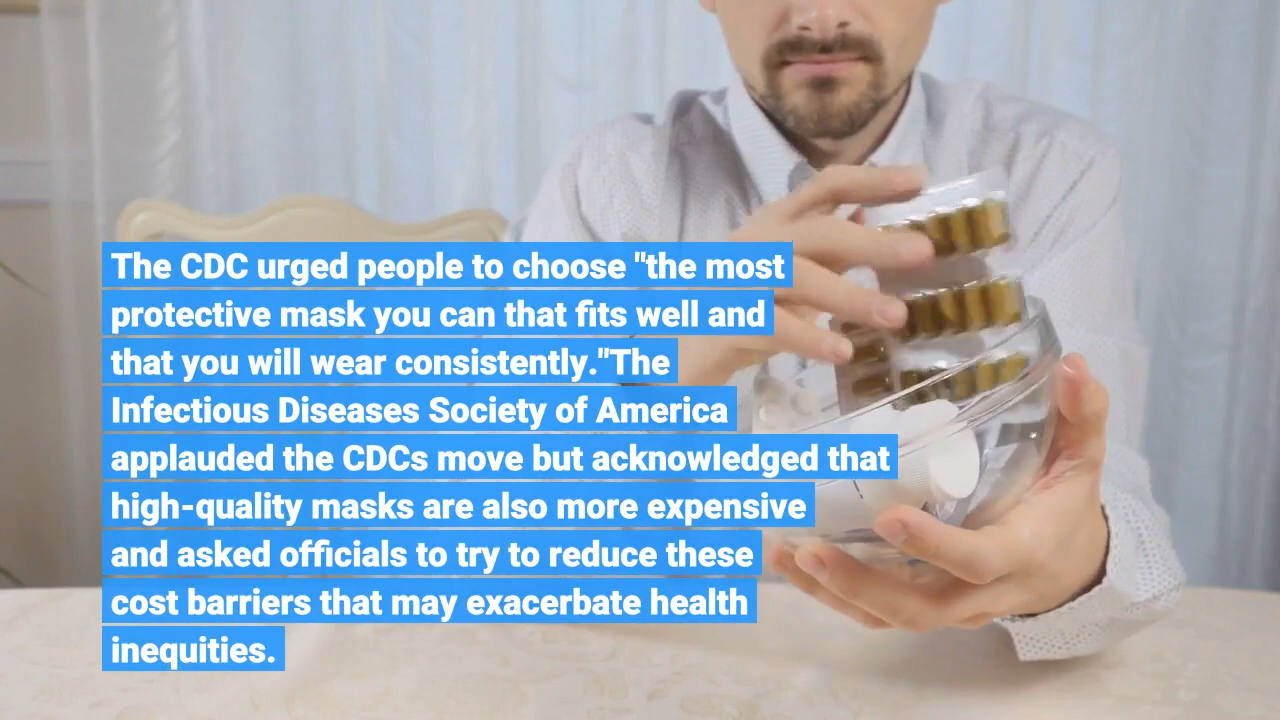 The CDC urged people to choose "the most
protective mask you can that fits well and
that you will wear consistently."The
Infectious Diseases Society of America
applauded the CDCs move but acknowledged that
high-quality masks are also more expensive
and asked officials to try to reduce these
cost barriers that may exacerbate health
inequities.